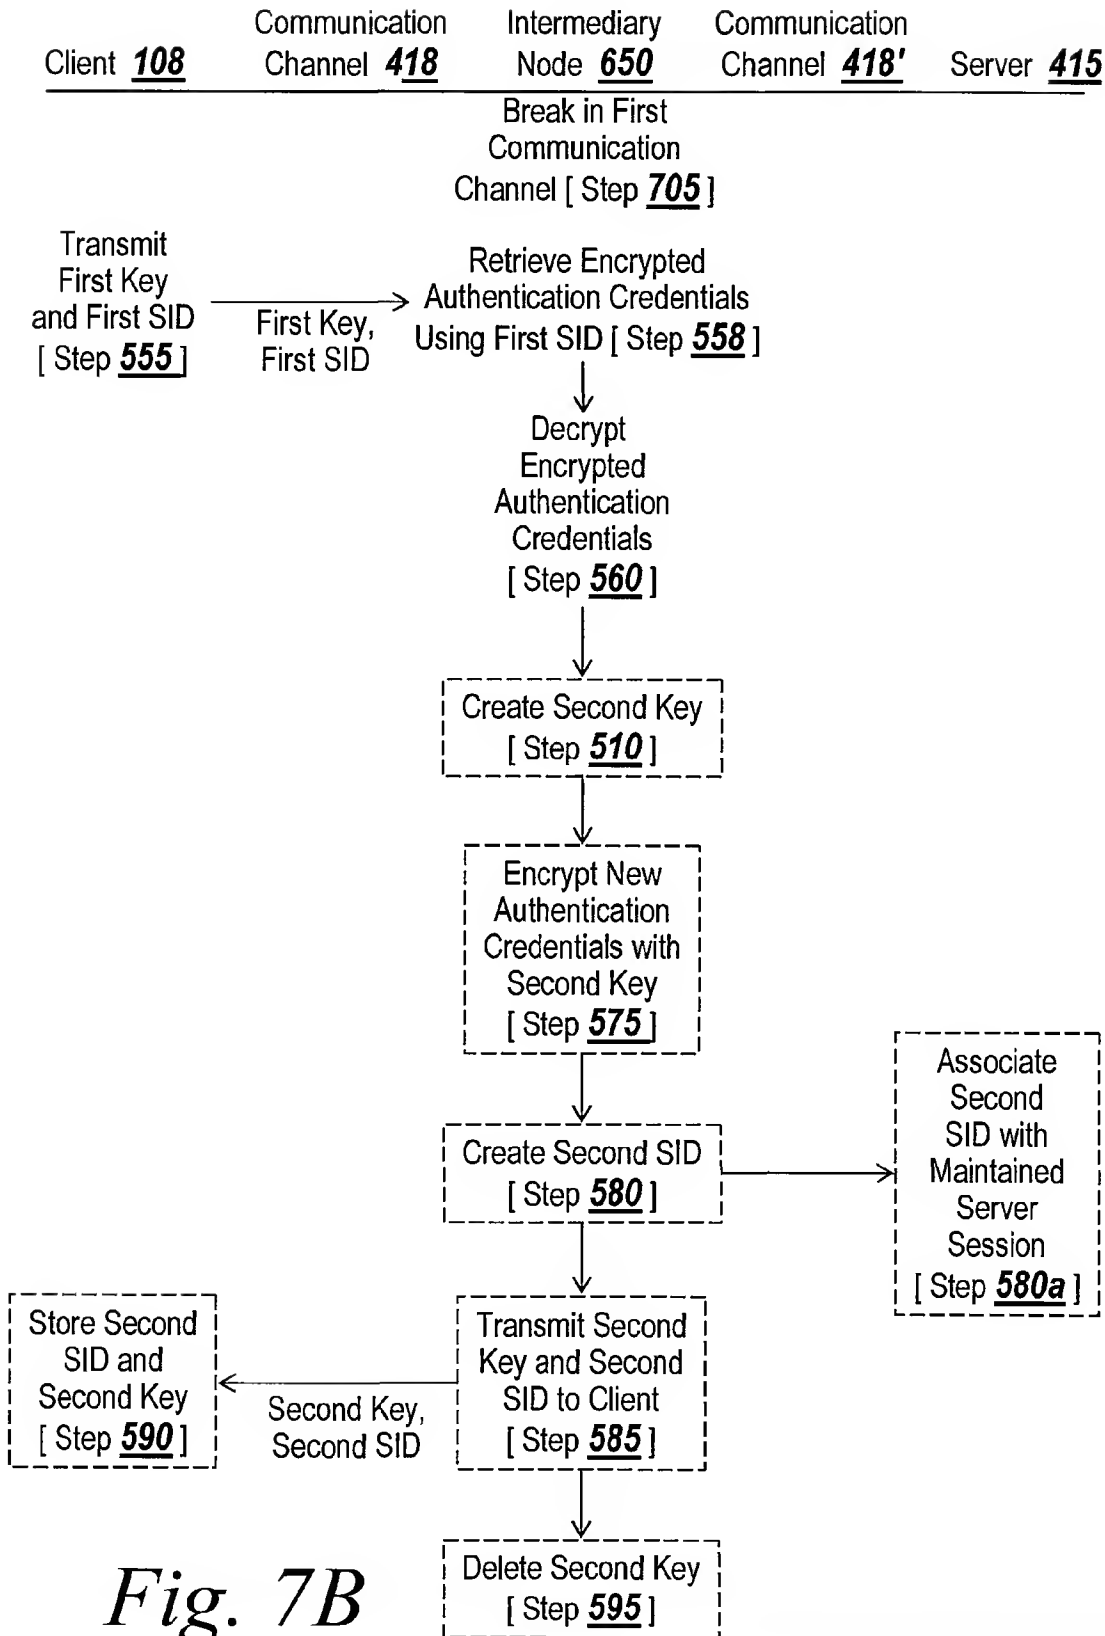 Client 108
Communication
Channel 418
Intermediary
Node 650
Communication
Channel 418'
Server 415
Break in First
Communication
Channel [ Step 705 ]
Transmit
First Key
and First SID
[ Step 555 ]
First Key,
First SID
Retrieve Encrypted
Authentication Credentials
Using First SID [ Step 558 ]
Decrypt
Encrypted
Authentication
Credentials
[ Step 560 ]
Create Second Key
[ Step 510 ]
Encrypt New
Authentication
Credentials with
Second Key
[ Step 575 ]
Create Second SID
[ Step 580 ]
Associate
Second
SID with
Maintained
Server
Session
[ Step 580a ]
Transmit Second
Key and Second
SID to Client
[ Step 585 ]
Second Key,
Second SID
Store Second
SID and
Second Key
[ Step 590 ]
Delete Second Key
[ Step 595 ]
Fig. 7B